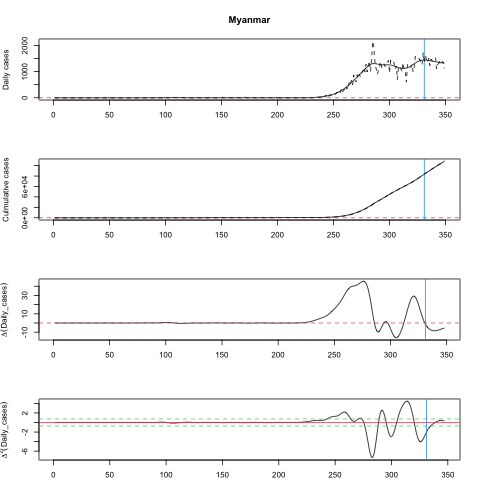 Myanmar
Daily cases
0 1000 2000
0 50 100 150 200 250 300 350
Culmulative cases
0e+00 6e+04
0 50 100 150 200 250 300 350
Δ(Daily_cases)
-10 10 30
0 50 100 150 200 250 300 350
Δ²(Daily_cases)
-6 -2 2
0 50 100 150 200 250 300 350